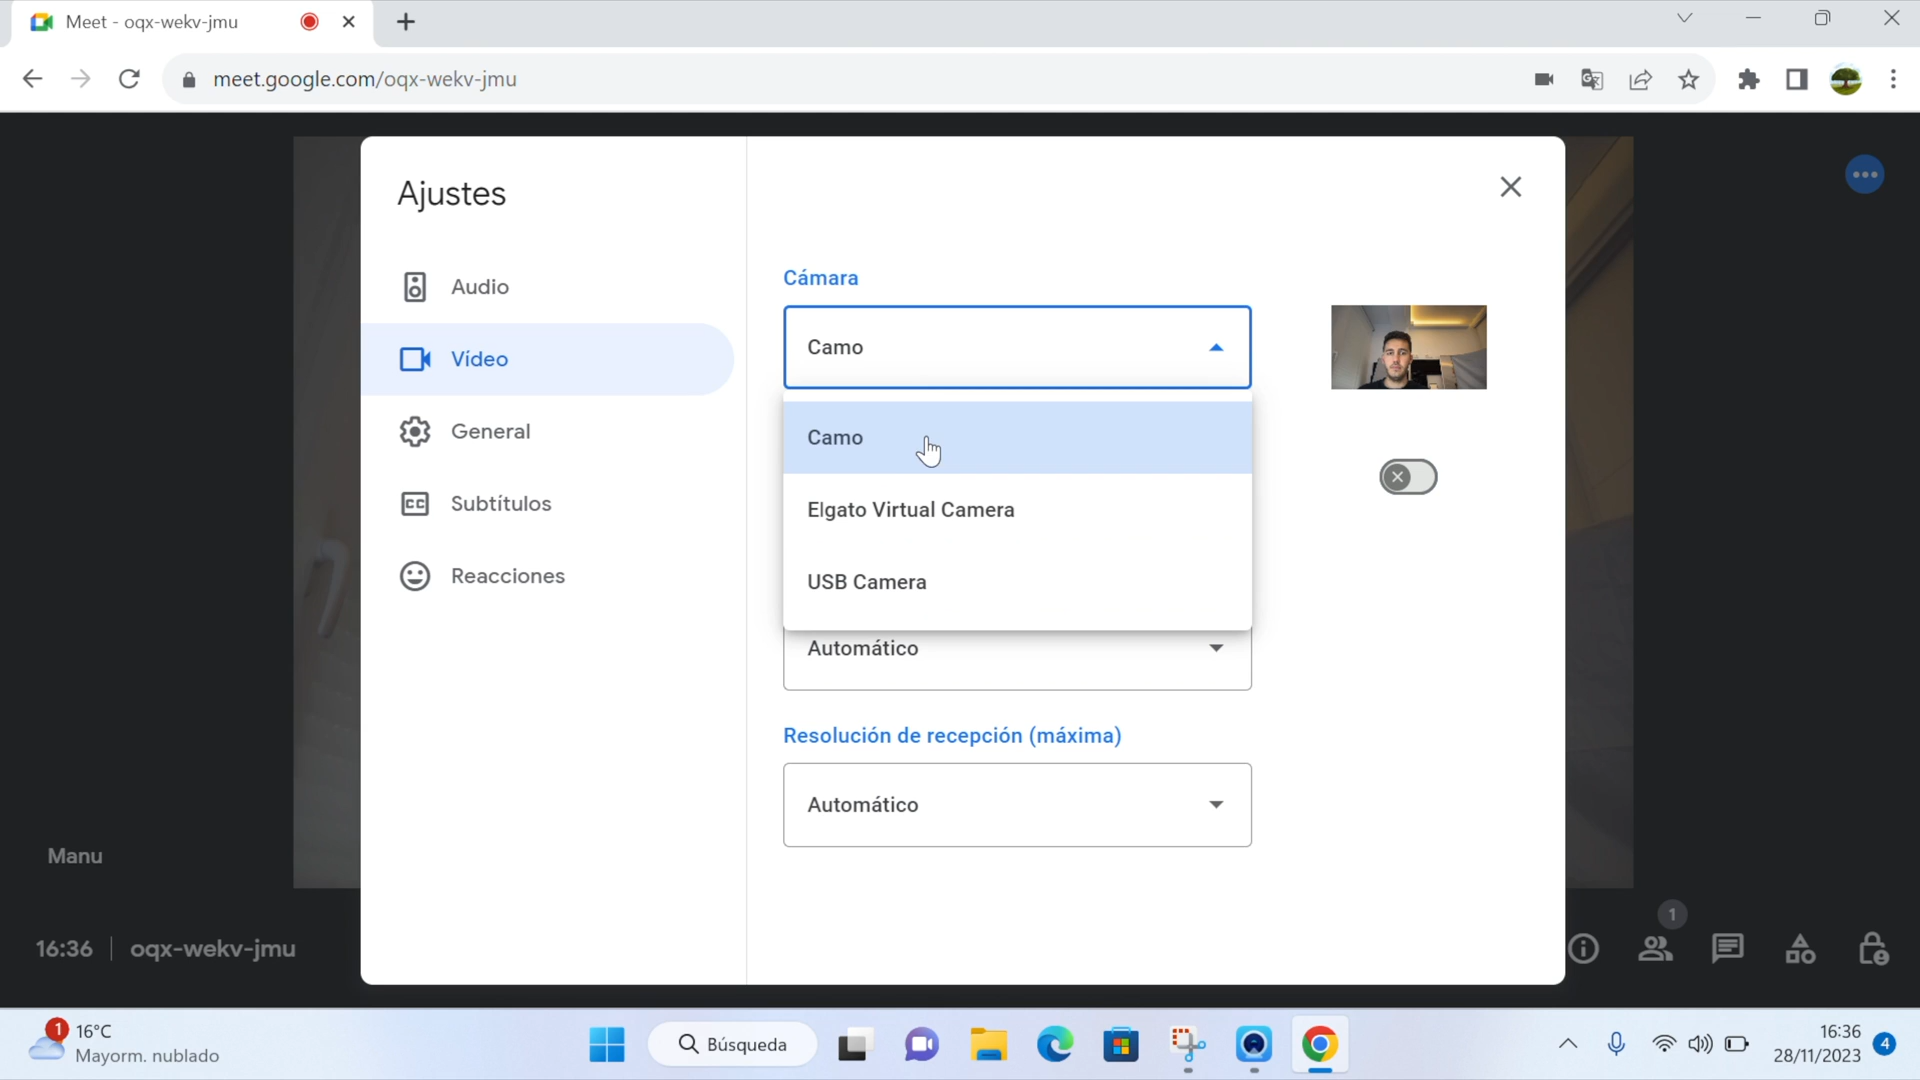 Meet - oqx-wekv-jmu
meet.google.com/oqx-wekv-jmu
Ajustes
Audio
Vídeo
General
Subtítulos
Reacciones
Cámara
Camo
Camo
Elgato Virtual Camera
USB Camera
Automático
Resolución de recepción (máxima)
Automático
Manu
16:36 | oqx-wekv-jmu
1
1
16°C
Mayorm. nublado
Búsqueda
16:36
28/11/2023
4